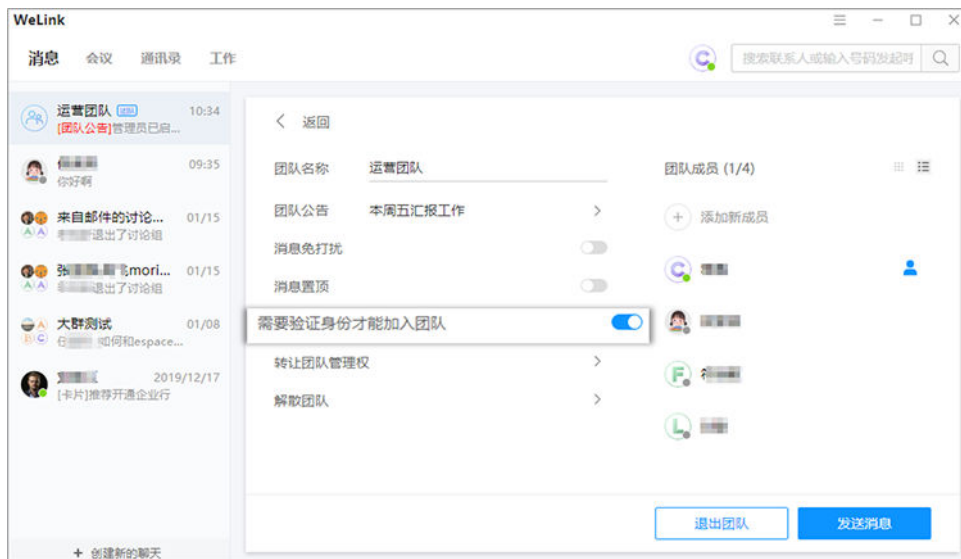 WeLink
消息 会议 通讯录 工作
搜索联系人或输入号码发起呼
运营团队 团队 10:34
[团队公告]管理员已启...
09:35
你好啊
来自邮件的讨论... 01/15
退出了讨论组
张 mori... 01/15
退出了讨论组
大群测试 01/08
如何和espace...
2019/12/17
[卡片]推荐开通企业行
+ 创建新的聊天
返回
团队名称 运营团队
团队公告 本周五汇报工作
消息免打扰
消息置顶
需要验证身份才能加入团队
转让团队管理权
解散团队
团队成员 (1/4)
添加新成员
C
F
L
退出团队 发送消息